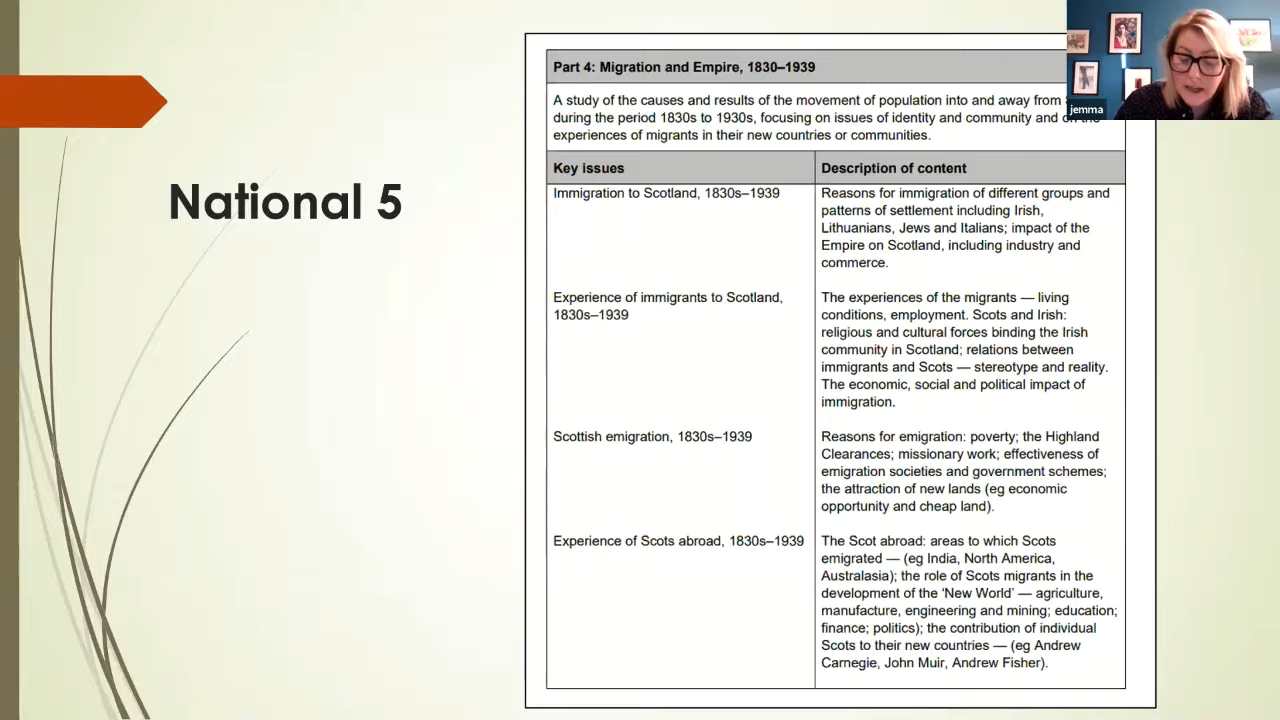 National 5
Part 4: Migration and Empire, 1830–1939
A study of the causes and results of the movement of population into and away from
during the period 1830s to 1930s, focusing on issues of identity and community and on the
experiences of migrants in their new countries or communities.
Key issues
Description of content
Immigration to Scotland, 1830s–1939
Reasons for immigration of different groups and
patterns of settlement including Irish,
Lithuanians, Jews and Italians; impact of the
Empire on Scotland, including industry and
commerce.
Experience of immigrants to Scotland,
1830s–1939
The experiences of the migrants — living
conditions, employment. Scots and Irish:
religious and cultural forces binding the Irish
community in Scotland; relations between
immigrants and Scots — stereotype and reality.
The economic, social and political impact of
immigration.
Scottish emigration, 1830s–1939
Reasons for emigration: poverty; the Highland
Clearances; missionary work; effectiveness of
emigration societies and government schemes;
the attraction of new lands (eg economic
opportunity and cheap land).
Experience of Scots abroad, 1830s–1939
The Scot abroad: areas to which Scots
emigrated — (eg India, North America,
Australasia); the role of Scots migrants in the
development of the ‘New World’ — agriculture,
manufacture, engineering and mining; education;
finance; politics); the contribution of individual
Scots to their new countries — (eg Andrew
Carnegie, John Muir, Andrew Fisher).
jemma